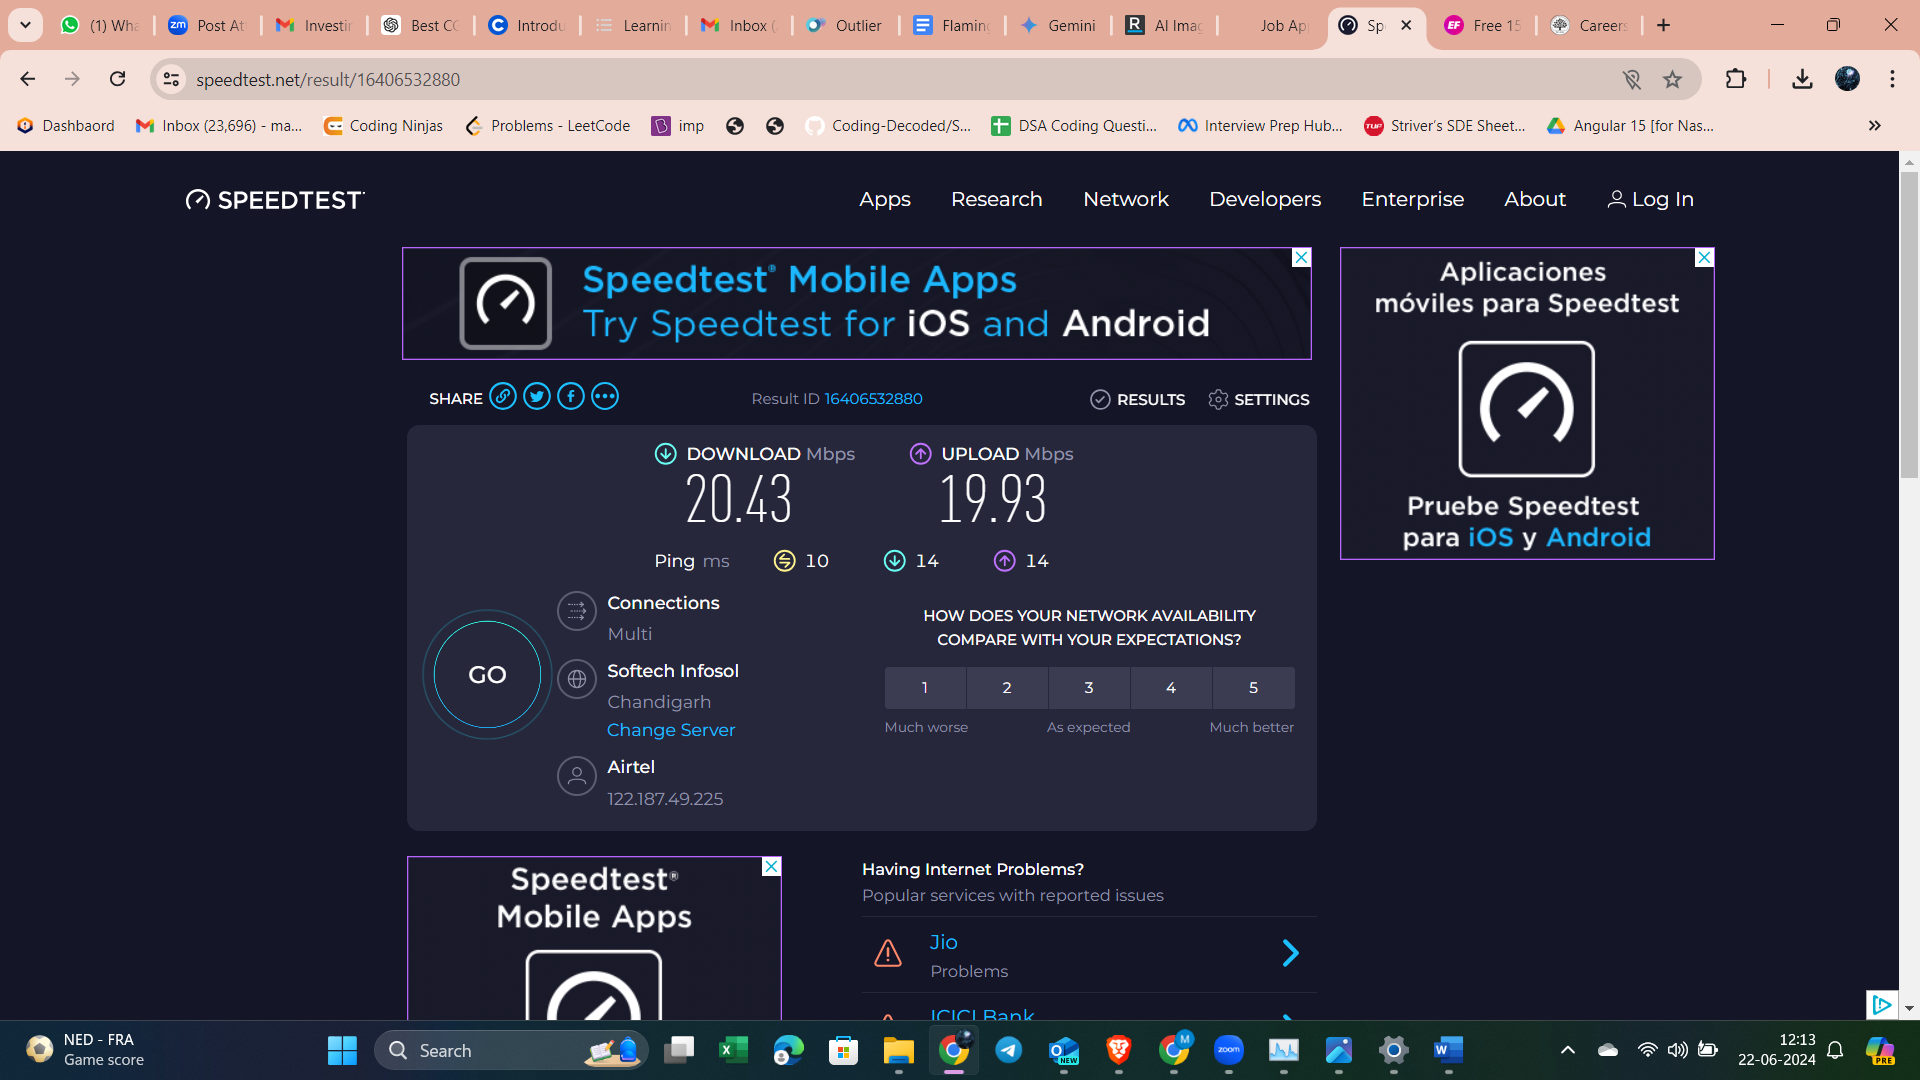 (1) Wha
Post At
Investin
Best CC
Introdu
Learnin
Inbox (
Outlier
Flaming
Gemini
AI Imag
Job App
Sp
Free 15
Careers
speedtest.net/result/16406532880
Dashbaord
Inbox (23,696) - ma...
Coding Ninjas
Problems - LeetCode
imp
Coding-Decoded/S...
DSA Coding Questi...
Interview Prep Hub...
Striver's SDE Sheet...
Angular 15 [for Nas...
SPEEDTEST
Apps
Research
Network
Developers
Enterprise
About
Log In
Speedtest® Mobile Apps
Try Speedtest for iOS and Android
Aplicaciones
móviles para Speedtest
Pruebe Speedtest
para iOS y Android
SHARE
Result ID 16406532880
RESULTS
SETTINGS
DOWNLOAD Mbps
20.43
UPLOAD Mbps
19.93
Ping ms
10
14
14
GO
Connections
Multi
Softech Infosol
Chandigarh
Change Server
Airtel
122.187.49.225
HOW DOES YOUR NETWORK AVAILABILITY
COMPARE WITH YOUR EXPECTATIONS?
1 2 3 4 5
Much worse
As expected
Much better
Speedtest®
Mobile Apps
Having Internet Problems?
Popular services with reported issues
Jio
Problems
ICICI Bank
NED - FRA
Game score
Search
12:13
22-06-2024